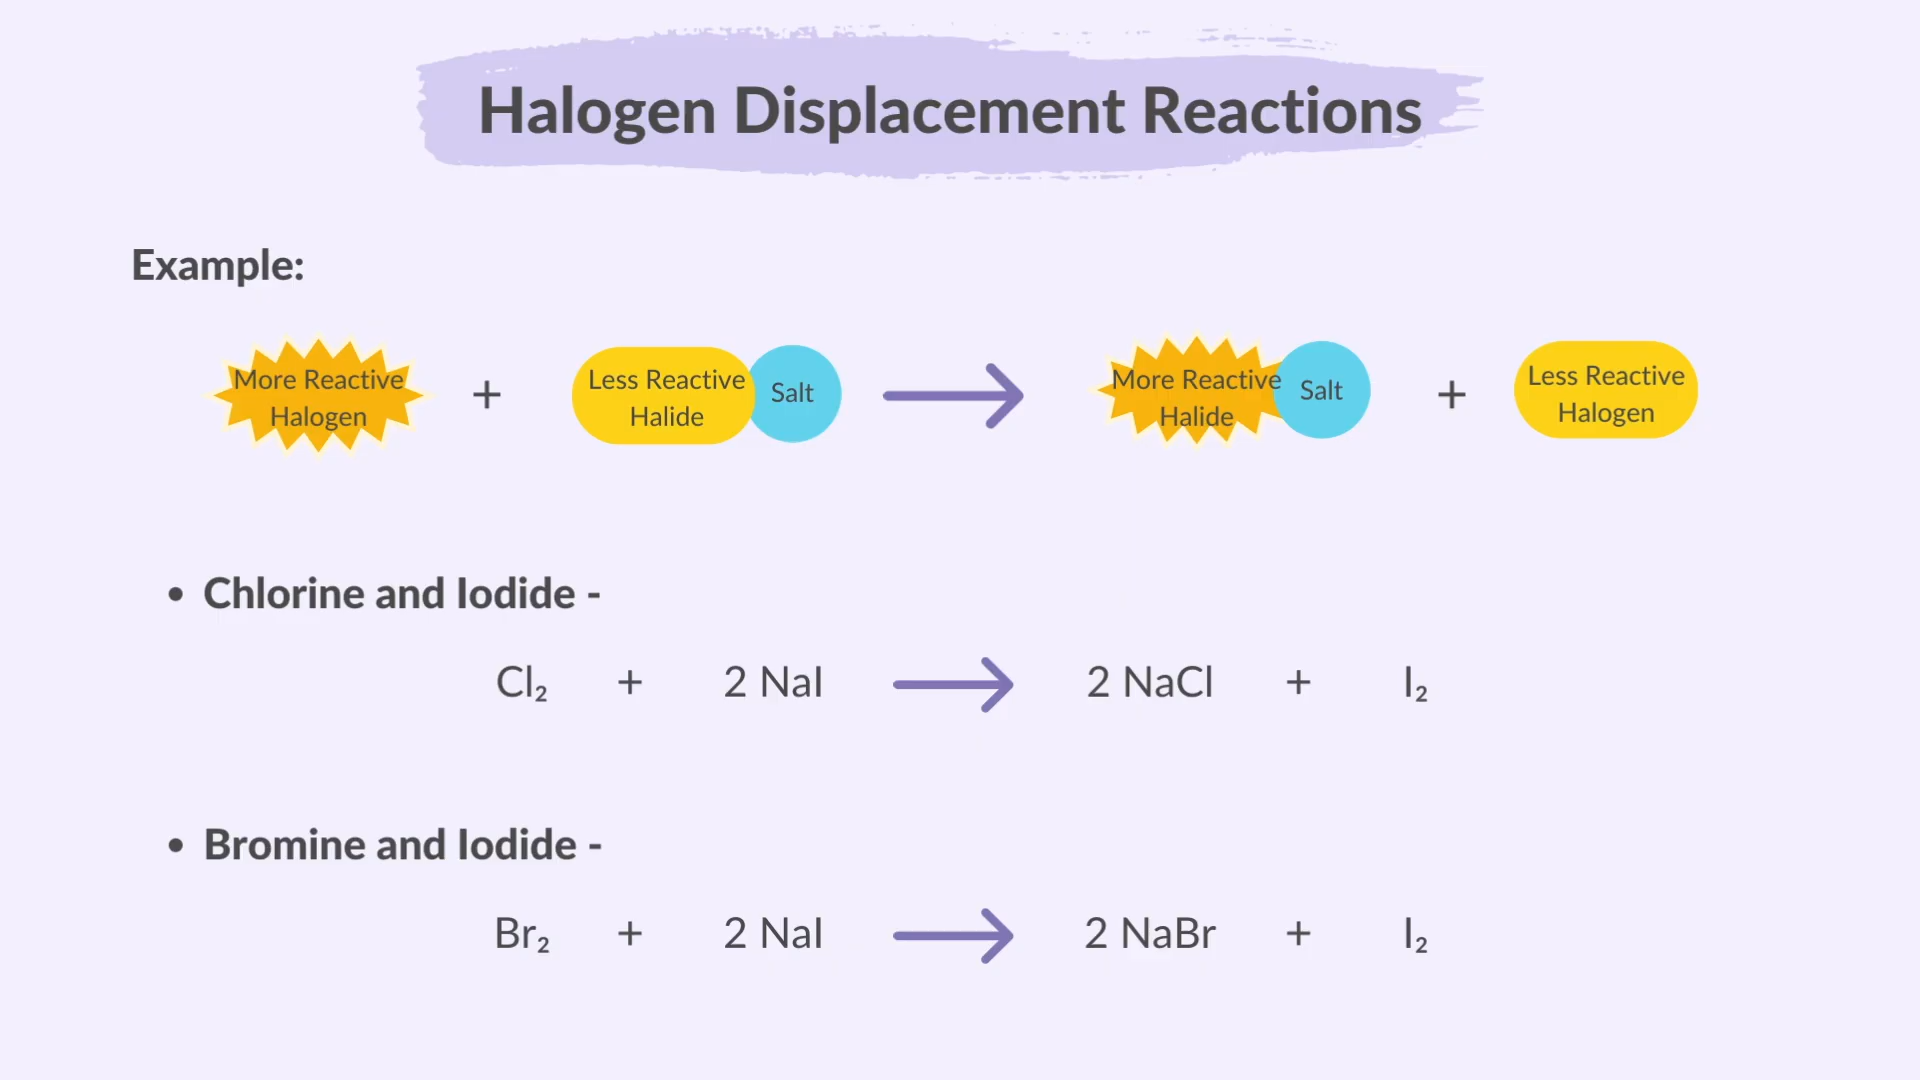 Halogen Displacement Reactions
Example:
More Reactive
Halogen
+
Less Reactive
Halide
Salt
More Reactive
Halide
Salt
+
Less Reactive
Halogen
• Chlorine and Iodide -
Cl₂ + 2 NaI → 2 NaCl + I₂
• Bromine and Iodide -
Br₂ + 2 NaI → 2 NaBr + I₂